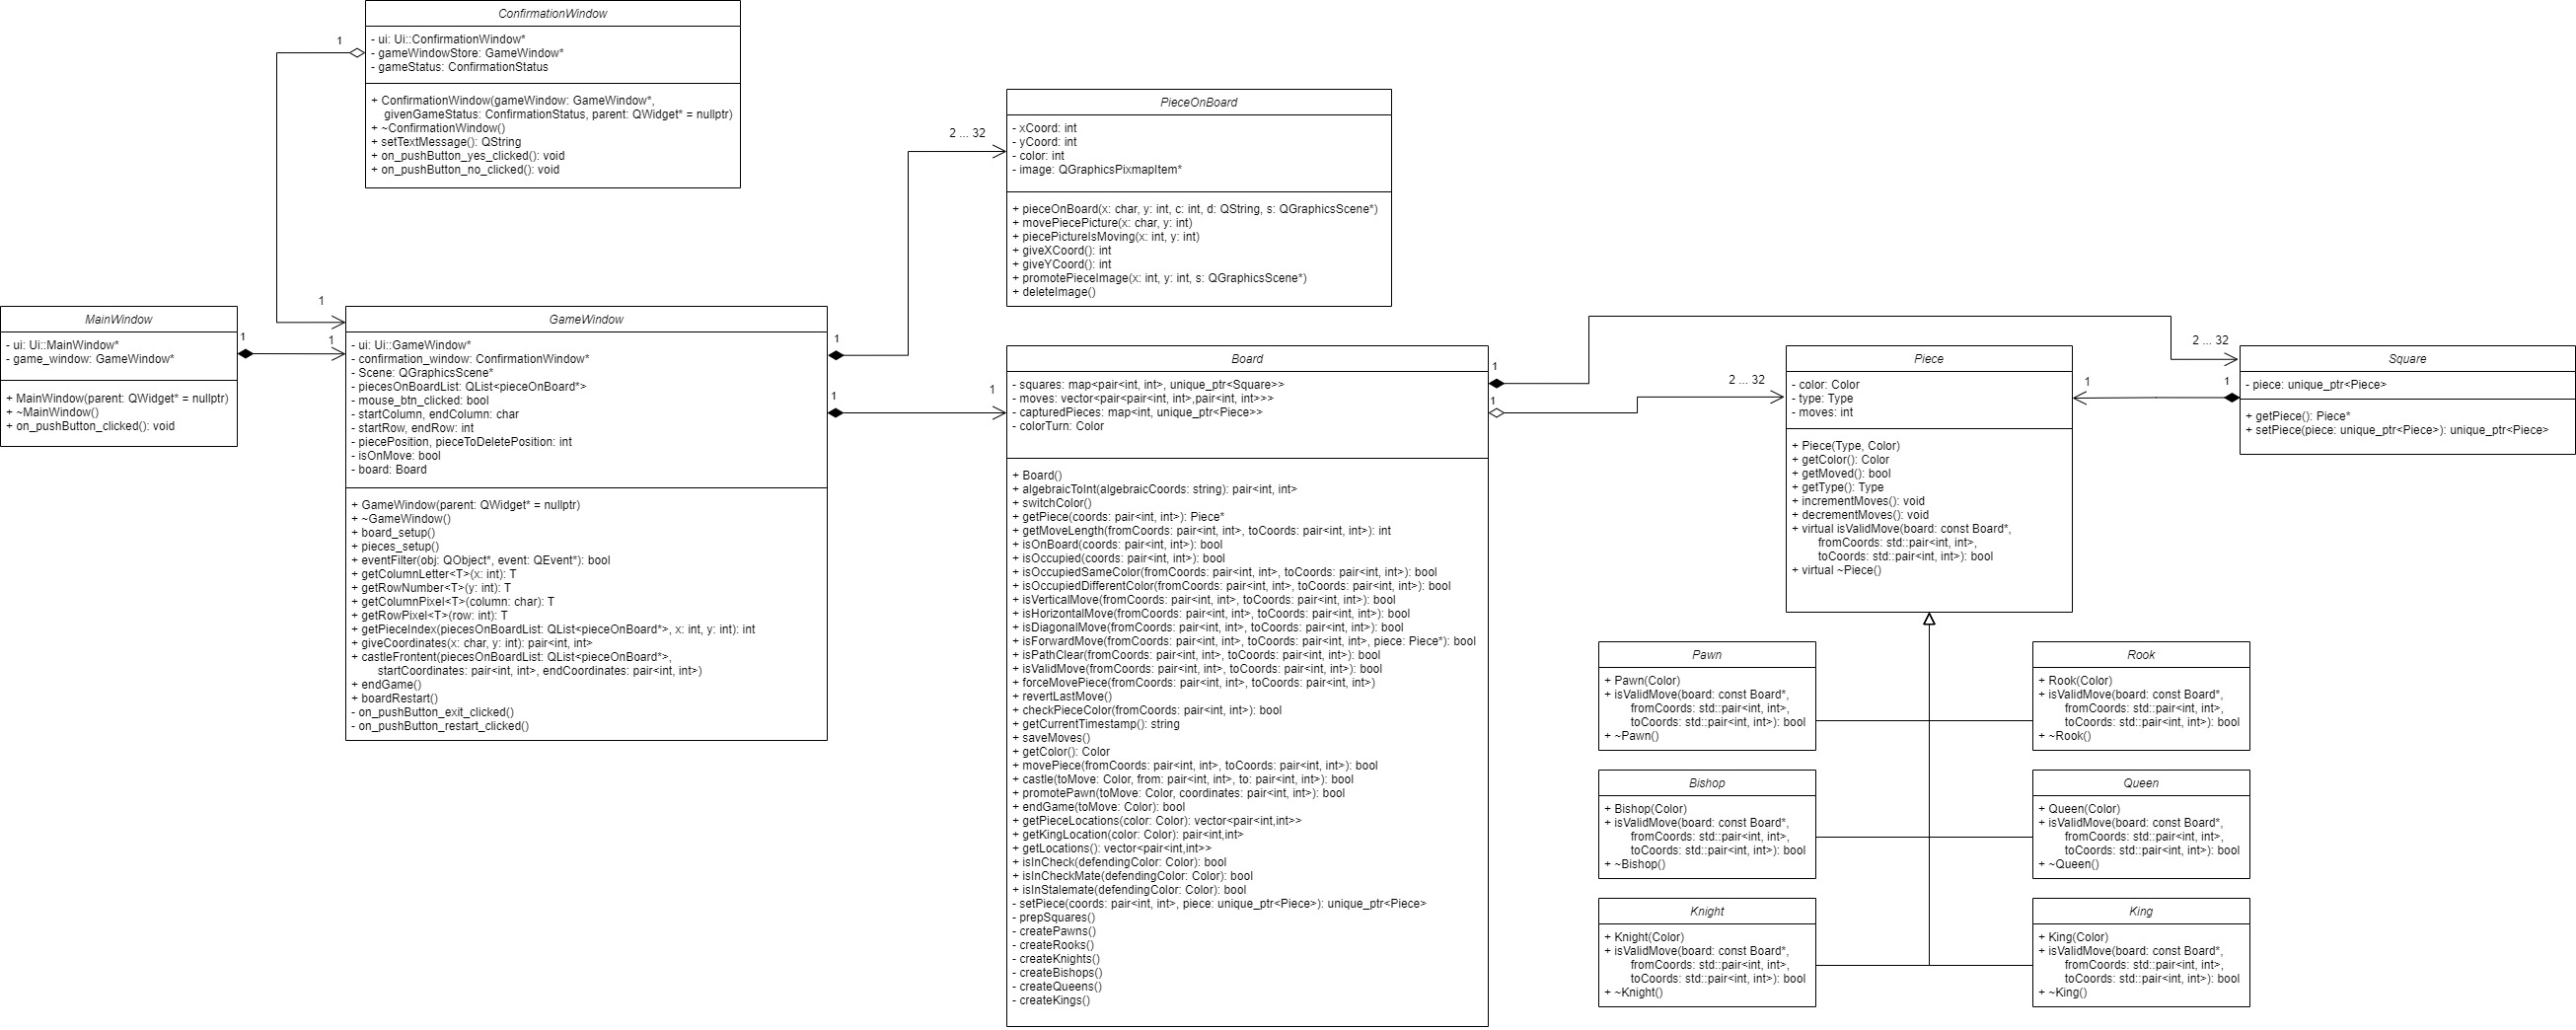 ConfirmationWindow
- ui: Ui::ConfirmationWindow*
- gameWindowStore: GameWindow*
- gameStatus: ConfirmationStatus
+ ConfirmationWindow(gameWindow: GameWindow*,
givenGameStatus: ConfirmationStatus, parent: QWidget* = nullptr)
+ ~ConfirmationWindow()
+ setTextMessage(): QString
+ on_pushButton_yes_clicked(): void
+ on_pushButton_no_clicked(): void
1
1
MainWindow
- ui: Ui::MainWindow*
- game_window: GameWindow*
+ MainWindow(parent: QWidget* = nullptr)
+ ~MainWindow()
+ on_pushButton_clicked(): void
1
1
GameWindow
- ui: Ui::GameWindow*
- confirmation_window: ConfirmationWindow*
- Scene: QGraphicsScene*
- piecesOnBoardList: QList<pieceOnBoard*>
- mouse_btn_clicked: bool
- startColumn, endColumn: char
- startRow, endRow: int
- piecePosition, pieceToDeletePosition: int
- isOnMove: bool
- board: Board
+ GameWindow(parent: QWidget* = nullptr)
+ ~GameWindow()
+ board_setup()
+ pieces_setup()
+ eventFilter(obj: QObject*, event: QEvent*): bool
+ getColumnLetter<T>(x: int): T
+ getRowNumber<T>(y: int): T
+ getColumnPixel<T>(column: char): T
+ getRowPixel<T>(row: int): T
+ getPieceIndex(piecesOnBoardList: QList<pieceOnBoard*>, x: int, y: int): int
+ giveCoordinates(x: char, y: int): pair<int, int>
+ castleFrontent(piecesOnBoardList: QList<pieceOnBoard*>,
startCoordinates: pair<int, int>, endCoordinates: pair<int, int>)
+ endGame()
+ boardRestart()
- on_pushButton_exit_clicked()
- on_pushButton_restart_clicked()
1
2 ... 32
1
1
PieceOnBoard
- xCoord: int
- yCoord: int
- color: int
- image: QGraphicsPixmapItem*
+ pieceOnBoard(x: char, y: int, c: int, d: QString, s: QGraphicsScene*)
+ movePiecePicture(x: char, y: int)
+ piecePictureIsMoving(x: int, y: int)
+ giveXCoord(): int
+ giveYCoord(): int
+ promotePieceImage(x: int, y: int, s: QGraphicsScene*)
+ deleteImage()
Board
- squares: map<pair<int, int>, unique_ptr<Square>>
- moves: vector<pair<pair<int, int>,pair<int, int>>>
- capturedPieces: map<int, unique_ptr<Piece>>
- colorTurn: Color
+ Board()
+ algebraicToInt(algebraicCoords: string): pair<int, int>
+ switchColor()
+ getPiece(coords: pair<int, int>): Piece*
+ getMoveLength(fromCoords: pair<int, int>, toCoords: pair<int, int>): int
+ isOnBoard(coords: pair<int, int>): bool
+ isOccupied(coords: pair<int, int>): bool
+ isOccupiedSameColor(fromCoords: pair<int, int>, toCoords: pair<int, int>): bool
+ isOccupiedDifferentColor(fromCoords: pair<int, int>, toCoords: pair<int, int>): bool
+ isVerticalMove(fromCoords: pair<int, int>, toCoords: pair<int, int>): bool
+ isHorizontalMove(fromCoords: pair<int, int>, toCoords: pair<int, int>): bool
+ isDiagonalMove(fromCoords: pair<int, int>, toCoords: pair<int, int>): bool
+ isForwardMove(fromCoords: pair<int, int>, toCoords: pair<int, int>, piece: Piece*): bool
+ isPathClear(fromCoords: pair<int, int>, toCoords: pair<int, int>): bool
+ isValidMove(fromCoords: pair<int, int>, toCoords: pair<int, int>): bool
+ forceMovePiece(fromCoords: pair<int, int>, toCoords: pair<int, int>)
+ revertLastMove()
+ checkPieceColor(fromCoords: pair<int, int>): bool
+ getCurrentTimestamp(): string
+ saveMoves()
+ getColor(): Color
+ movePiece(fromCoords: pair<int, int>, toCoords: pair<int, int>): bool
+ castle(toMove: Color, from: pair<int, int>, to: pair<int, int>): bool
+ promotePawn(toMove: Color, coordinates: pair<int, int>): bool
+ endGame(toMove: Color): bool
+ getPieceLocations(color: Color): vector<pair<int,int>>
+ getKingLocation(color: Color): pair<int,int>
+ getLocations(): vector<pair<int,int>>
+ isInCheck(defendingColor: Color): bool
+ isInCheckMate(defendingColor: Color): bool
+ isInStalemate(defendingColor: Color): bool
- setPiece(coords: pair<int, int>, piece: unique_ptr<Piece>): unique_ptr<Piece>
- prepSquares()
- createPawns()
- createRooks()
- createKnights()
- createBishops()
- createQueens()
- createKings()
1
2 ... 32
1
2 ... 32
Piece
- color: Color
- type: Type
- moves: int
+ Piece(Type, Color)
+ getColor(): Color
+ getMoved(): bool
+ getType(): Type
+ incrementMoves(): void
+ decrementMoves(): void
+ virtual isValidMove(board: const Board*,
fromCoords: std::pair<int, int>,
toCoords: std::pair<int, int>): bool
+ virtual ~Piece()
1
1
Square
- piece: unique_ptr<Piece>
+ getPiece(): Piece*
+ setPiece(piece: unique_ptr<Piece>): unique_ptr<Piece>
Pawn
+ Pawn(Color)
+ isValidMove(board: const Board*,
fromCoords: std::pair<int, int>,
toCoords: std::pair<int, int>): bool
+ ~Pawn()
Rook
+ Rook(Color)
+ isValidMove(board: const Board*,
fromCoords: std::pair<int, int>,
toCoords: std::pair<int, int>): bool
+ ~Rook()
Bishop
+ Bishop(Color)
+ isValidMove(board: const Board*,
fromCoords: std::pair<int, int>,
toCoords: std::pair<int, int>): bool
+ ~Bishop()
Queen
+ Queen(Color)
+ isValidMove(board: const Board*,
fromCoords: std::pair<int, int>,
toCoords: std::pair<int, int>): bool
+ ~Queen()
Knight
+ Knight(Color)
+ isValidMove(board: const Board*,
fromCoords: std::pair<int, int>,
toCoords: std::pair<int, int>): bool
+ ~Knight()
King
+ King(Color)
+ isValidMove(board: const Board*,
fromCoords: std::pair<int, int>,
toCoords: std::pair<int, int>): bool
+ ~King()